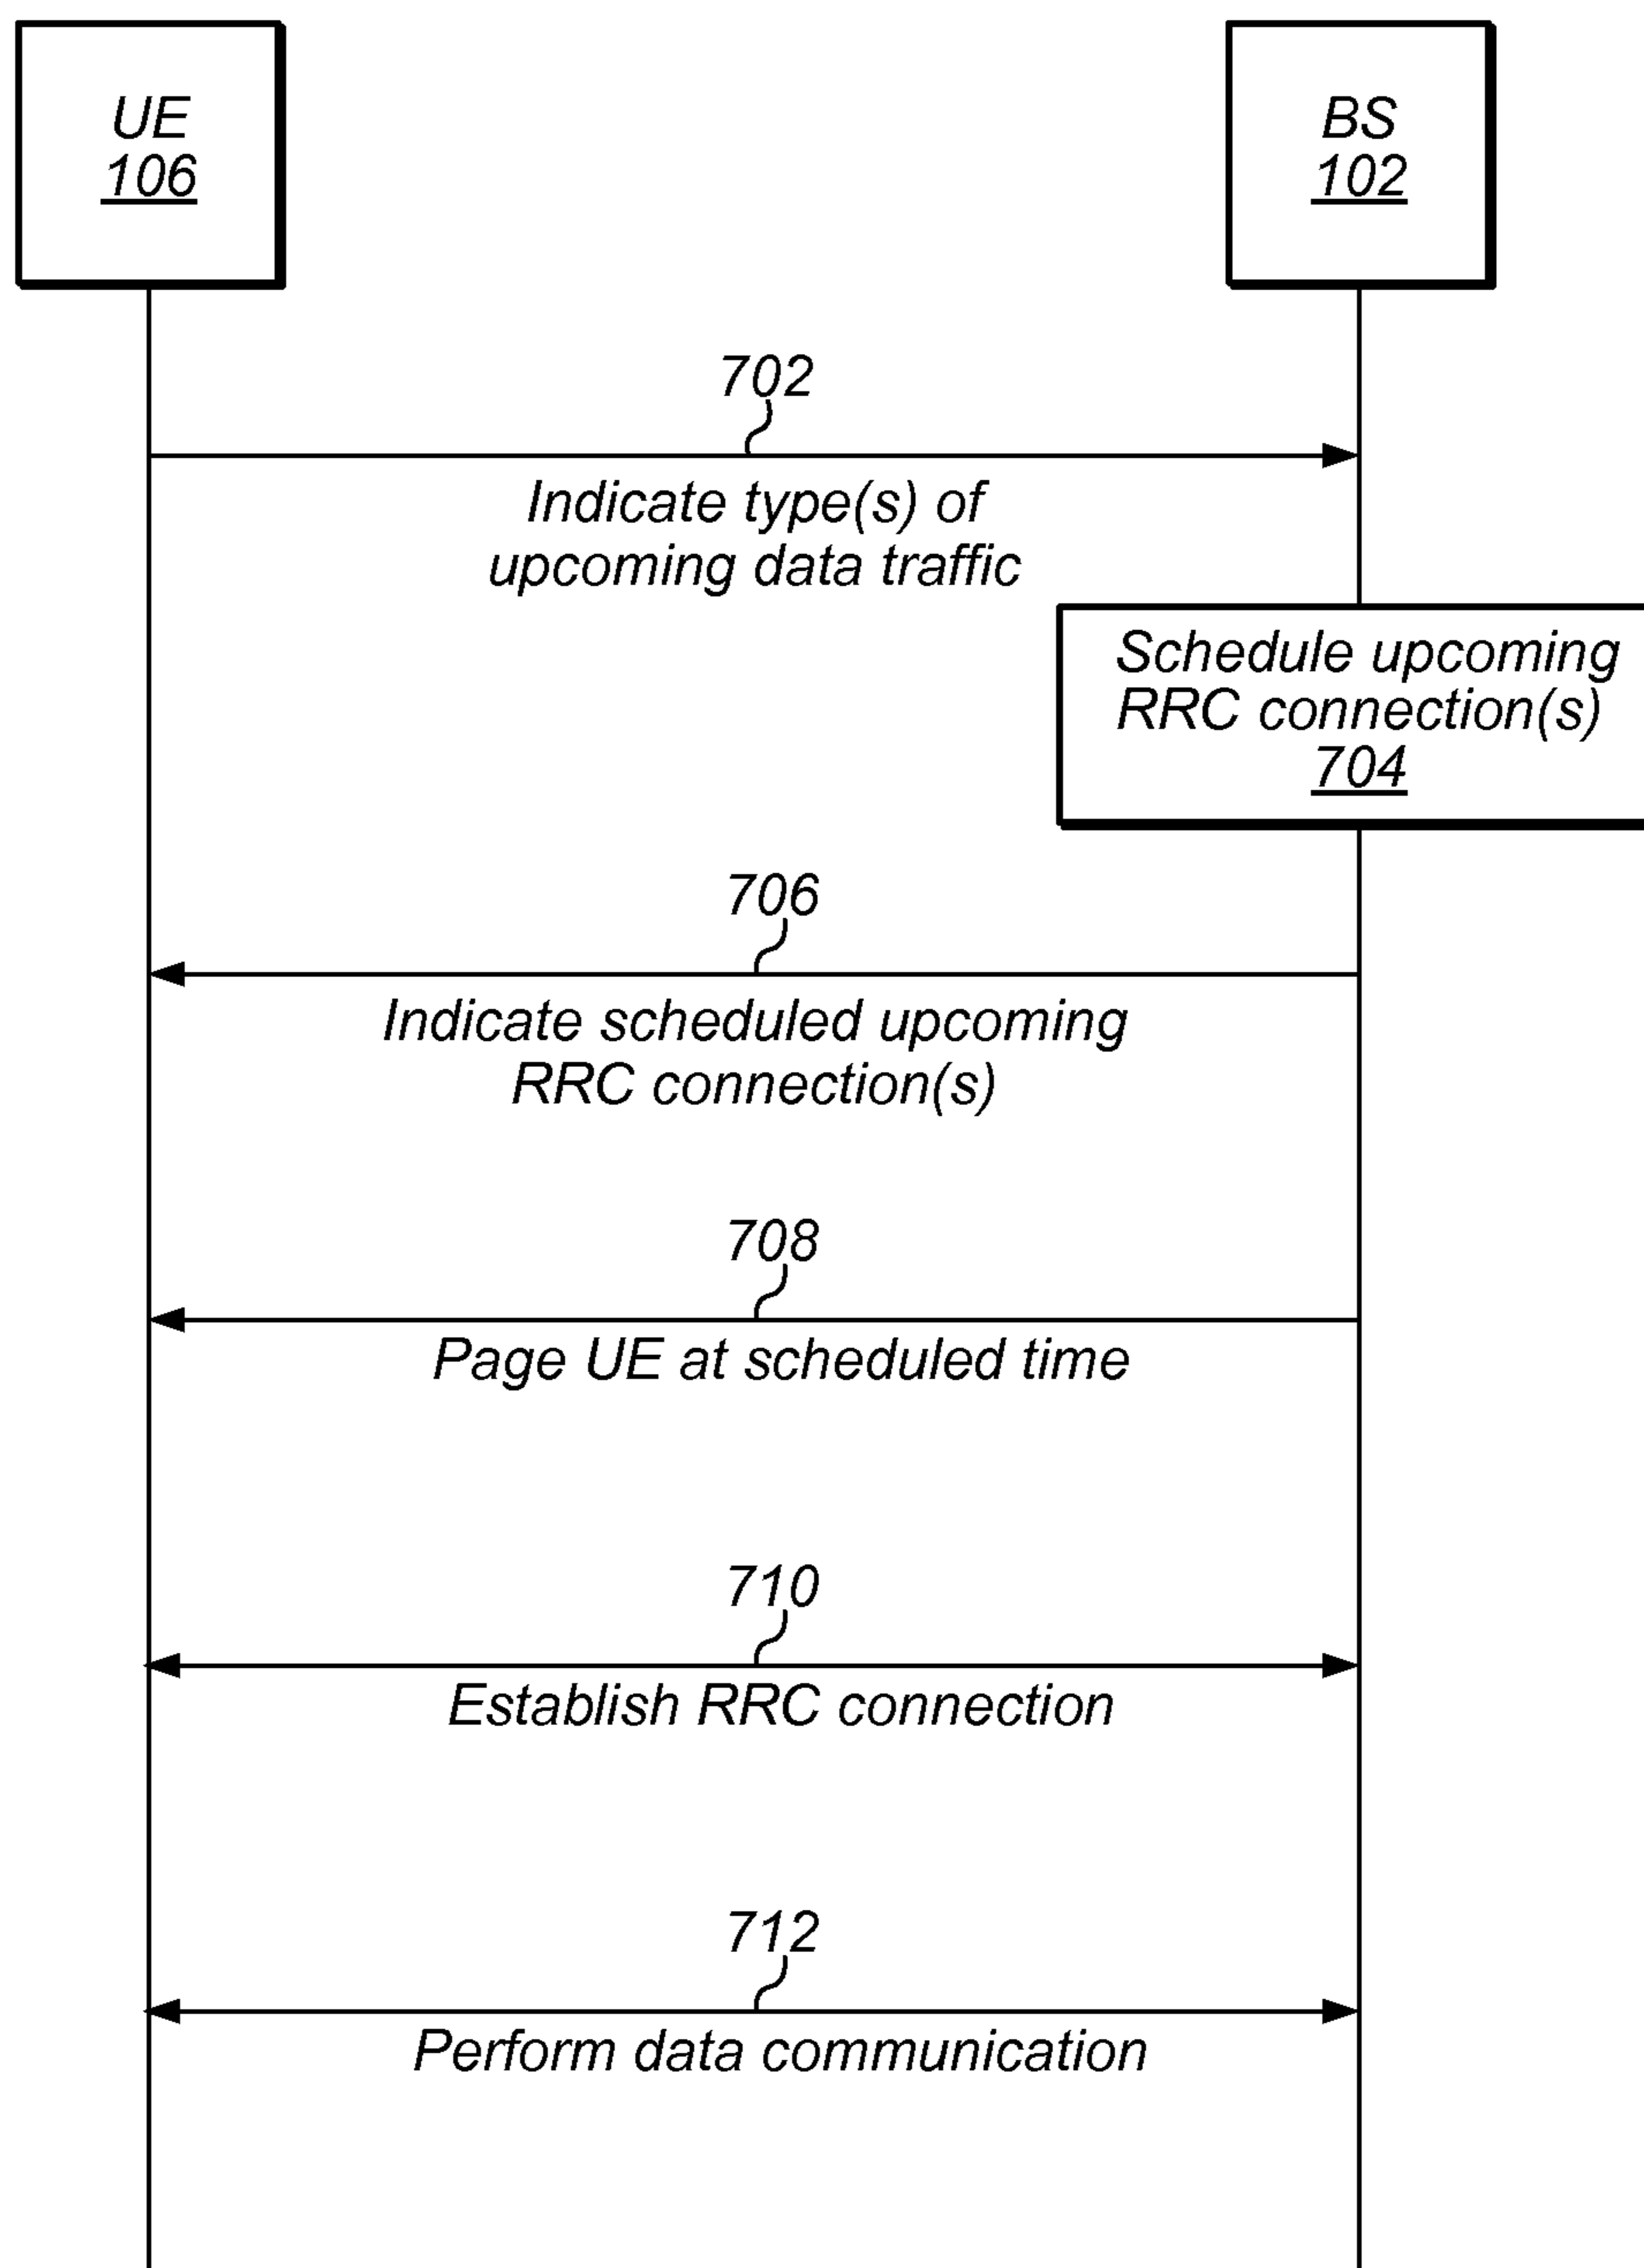 UE
106
BS
102
702
Indicate type(s) of
upcoming data traffic
Schedule upcoming
RRC connection(s)
704
706
Indicate scheduled upcoming
RRC connection(s)
708
Page UE at scheduled time
710
Establish RRC connection
712
Perform data communication